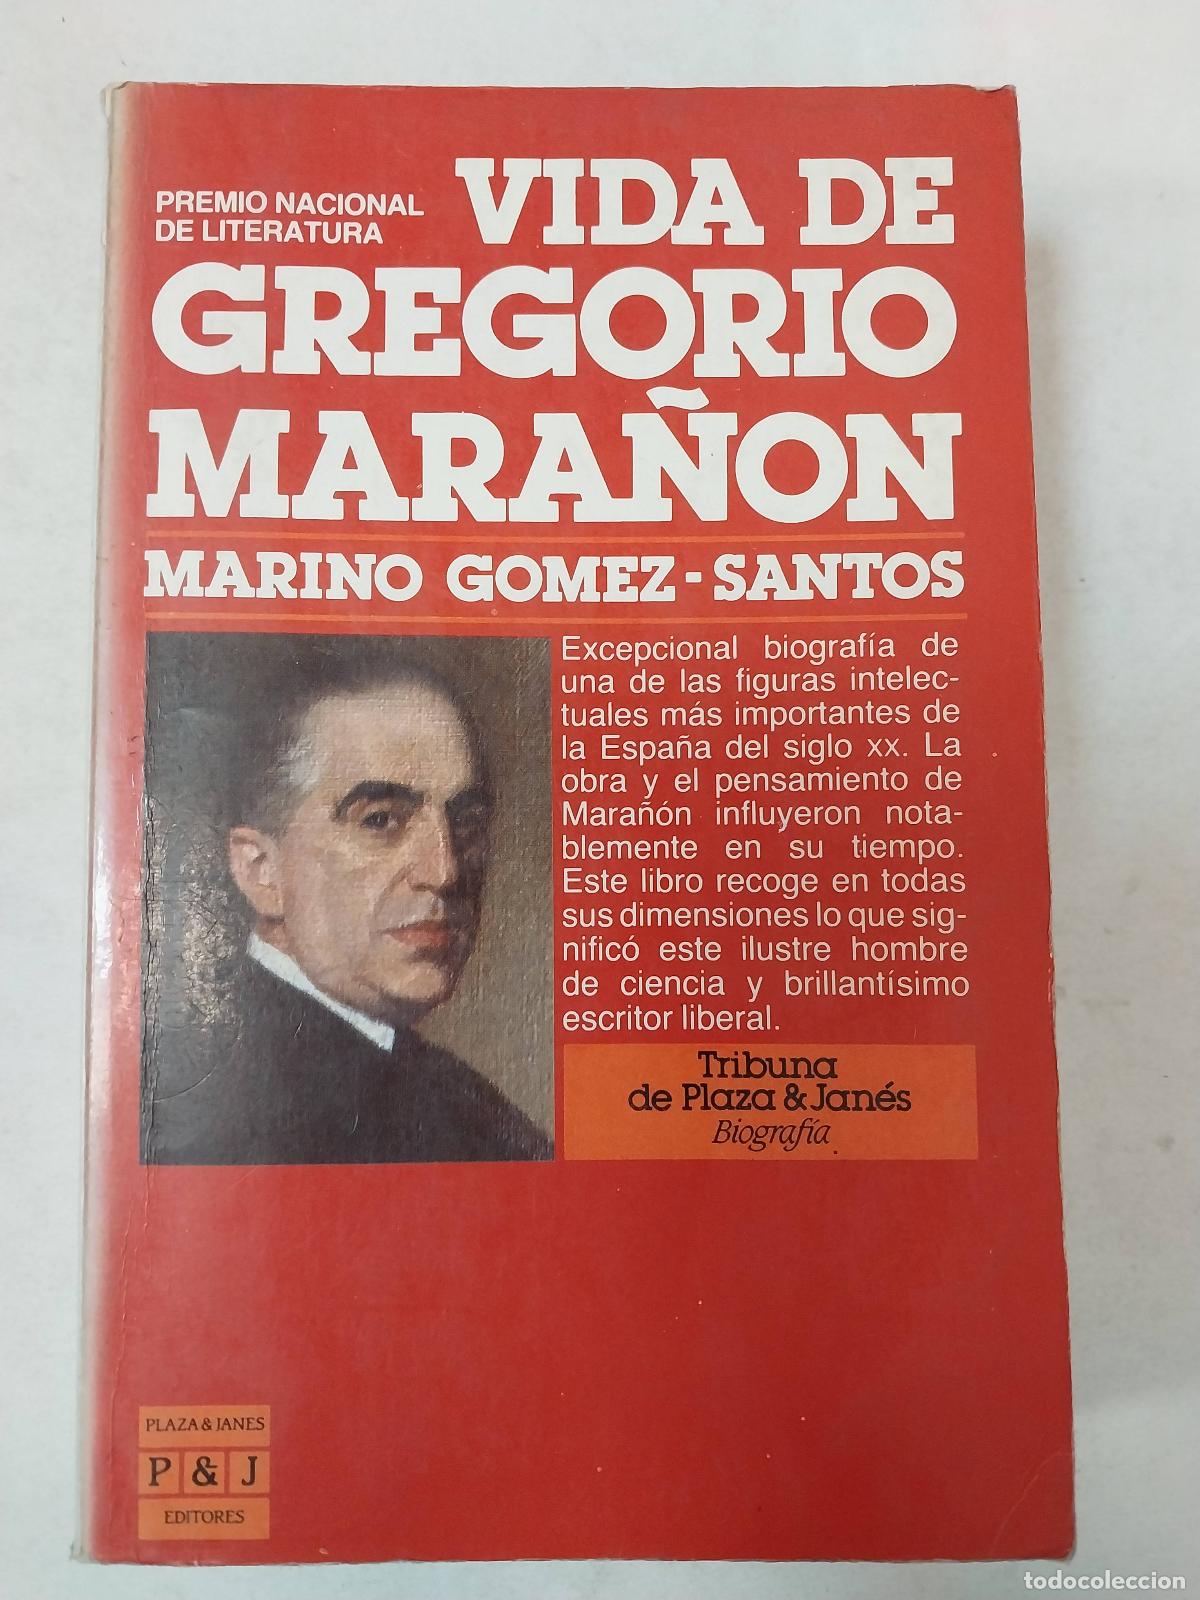 PREMIO NACIONAL
DE LITERATURA
VIDA DE
GREGORIO
MARAÑON
MARINO GOMEZ-SANTOS
Excepcional biografía de
una de las figuras intelec-
tuales más importantes de
la España del siglo xx. La
obra y el pensamiento de
Marañón influyeron nota-
blemente en su tiempo.
Este libro recoge en todas
sus dimensiones lo que sig-
nificó este ilustre hombre
de ciencia y brillantísimo
escritor liberal.
Tribuna
de Plaza & Janés
Biografía
PLAZA & JANES
P & J
EDITORES
todocoleccion